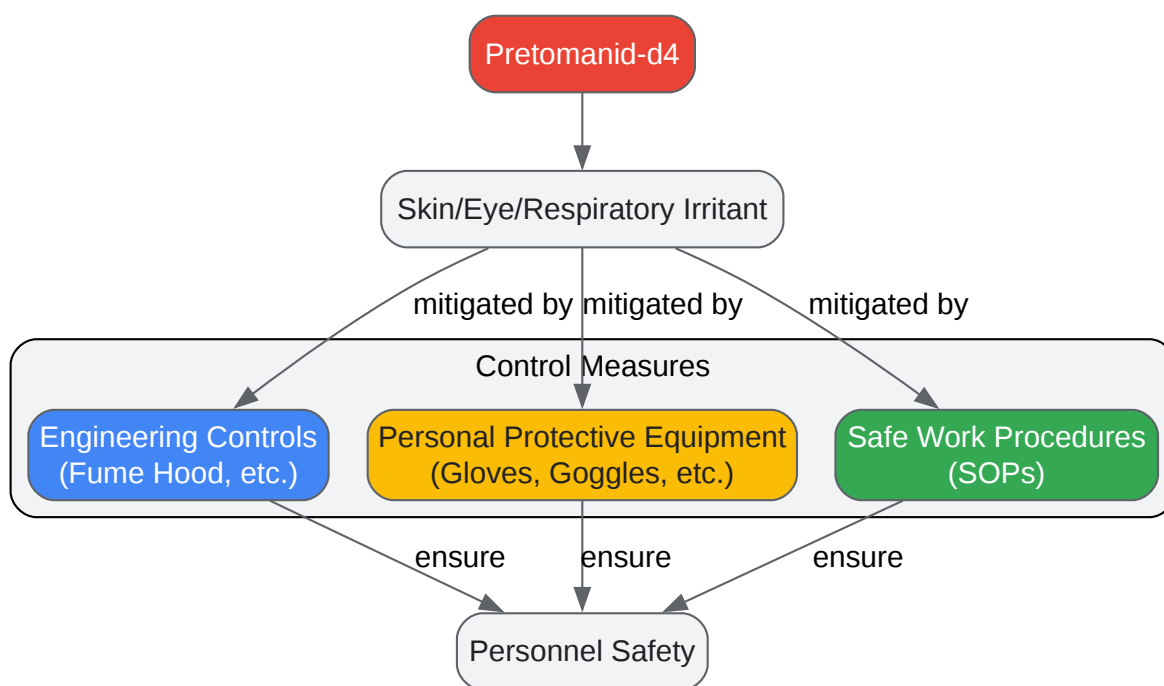 Pretomanid-d4
Skin/Eye/Respiratory Irritant
mitigated by
mitigated by
mitigated by
Control Measures
Engineering Controls
(Fume Hood, etc.)
Personal Protective Equipment
(Gloves, Goggles, etc.)
Safe Work Procedures
(SOPs)
ensure
ensure
ensure
Personnel Safety